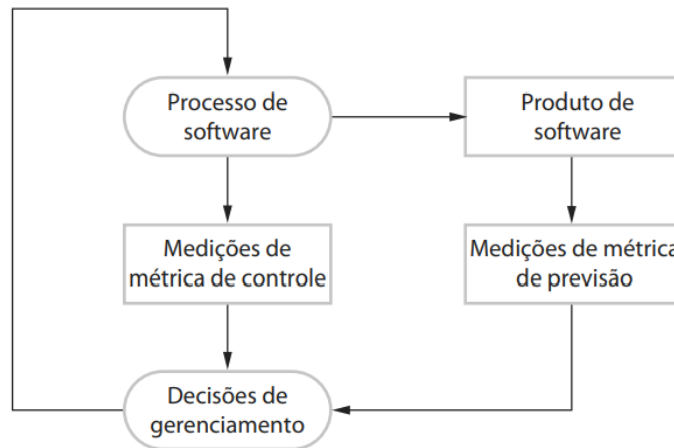 Processo de
software
Produto de
software
Medições de
métrica de controle
Medições de métrica
de previsão
Decisões de
gerenciamento